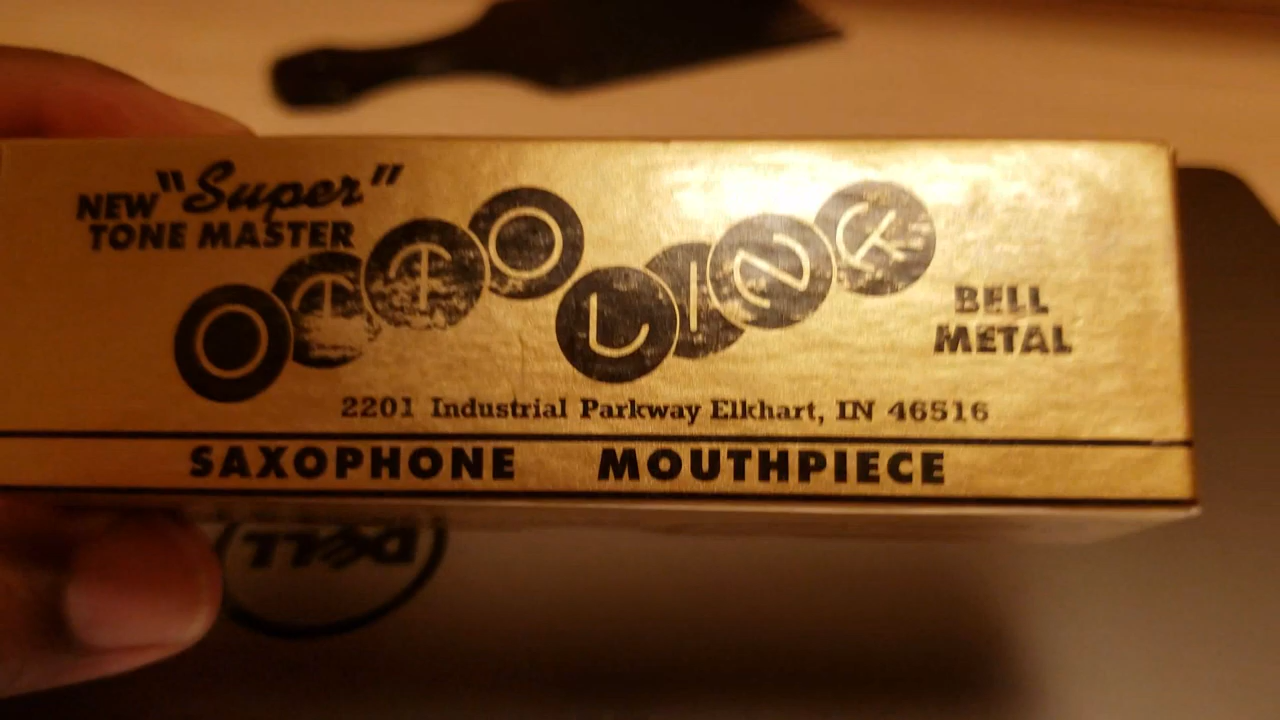 NEW "Super"
TONE MASTER
OTTO LINK
BELL
METAL
2201 Industrial Parkway Elkhart, IN 46516
SAXOPHONE MOUTHPIECE
DELL